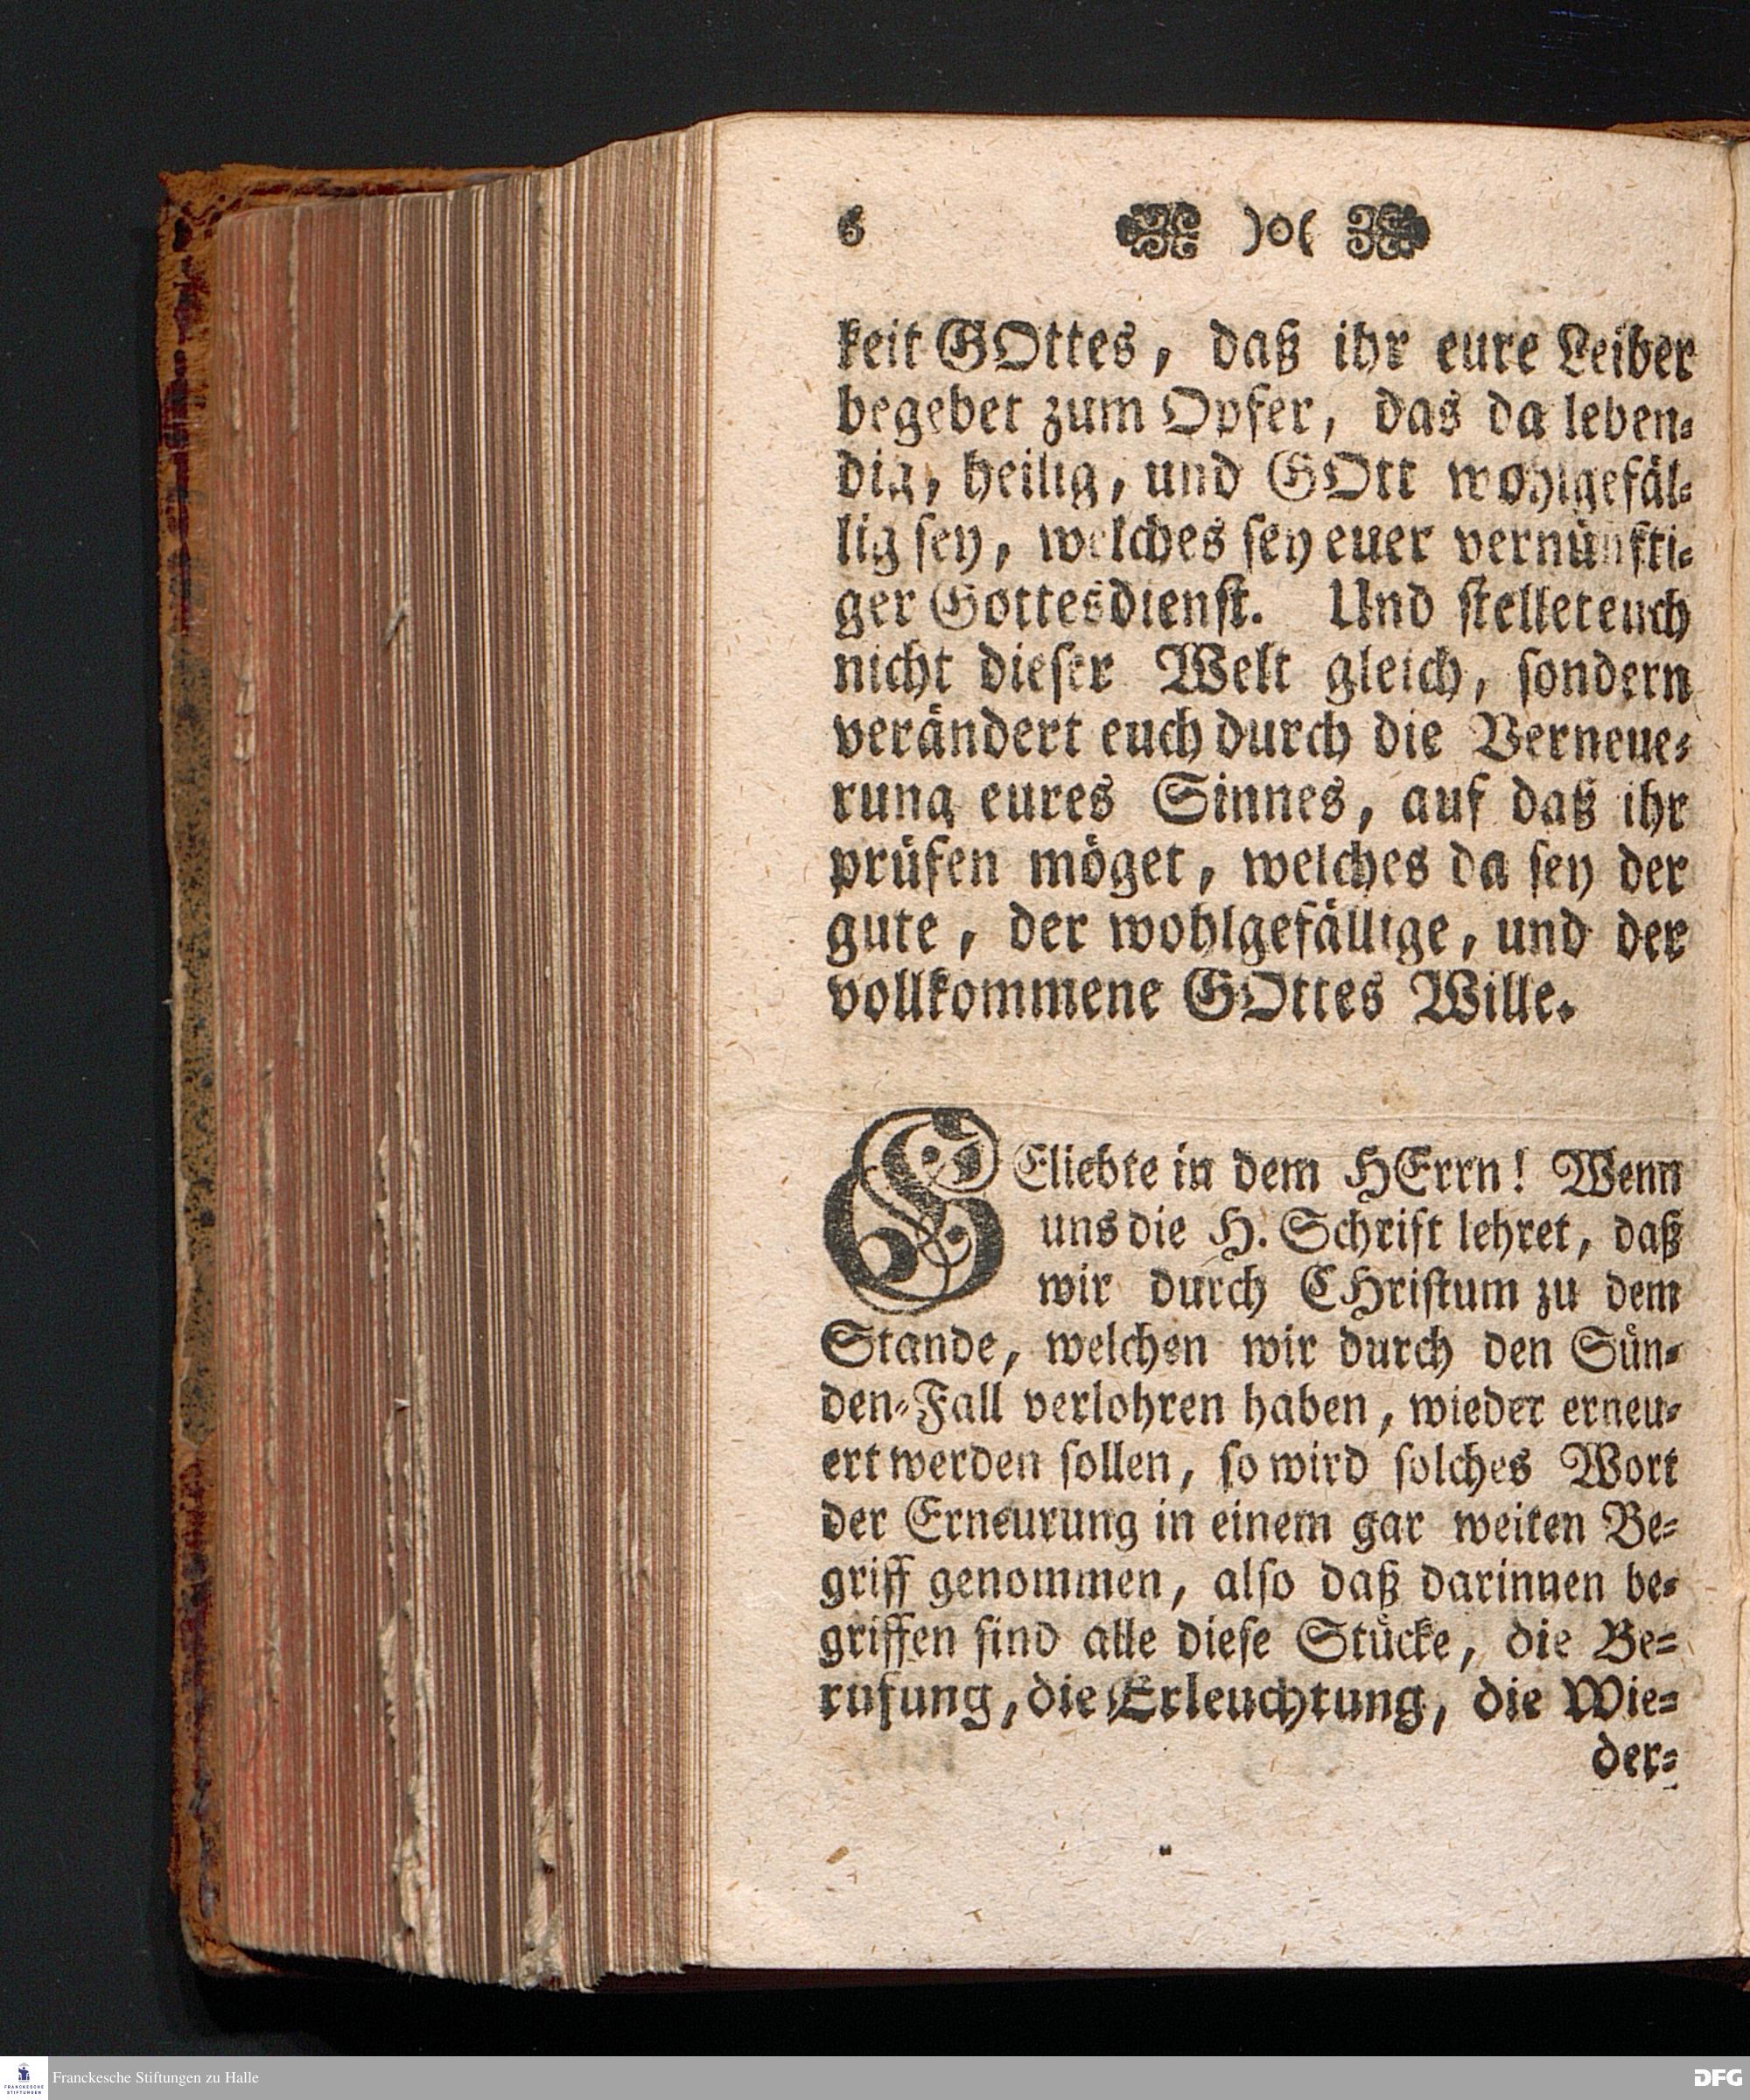 6 )o(
keit GOttes, daß ihr eure Leiber
begebet zum Opfer, das da leben-
dig, heilig, und GOtt wohlgefäl-
lig sey, welches sey euer vernünfti-
ger Gottesdienst. Und stellet euch
nicht dieser Welt gleich, sondern
verändert euch durch die Verneue-
rung eures Sinnes, auf daß ihr
prüfen möget, welches da sey der
gute, der wohlgefällige, und der
vollkommene GOttes Wille.
GEliebte in dem HErrn! Wenn
uns die H. Schrift lehret, daß
wir durch CHristum zu dem
Stande, welchen wir durch den Sün-
den-Fall verlohren haben, wieder erneu-
ert werden sollen, so wird solches Wort
der Erneurung in einem gar weiten Be-
griff genommen, also daß darinnen be-
griffen sind alle diese Stücke, die Be-
rufung, die Erleuchtung, die Wie-
der-
FRANCKESCHE STIFTUNGEN
Franckesche Stiftungen zu Halle
DFG